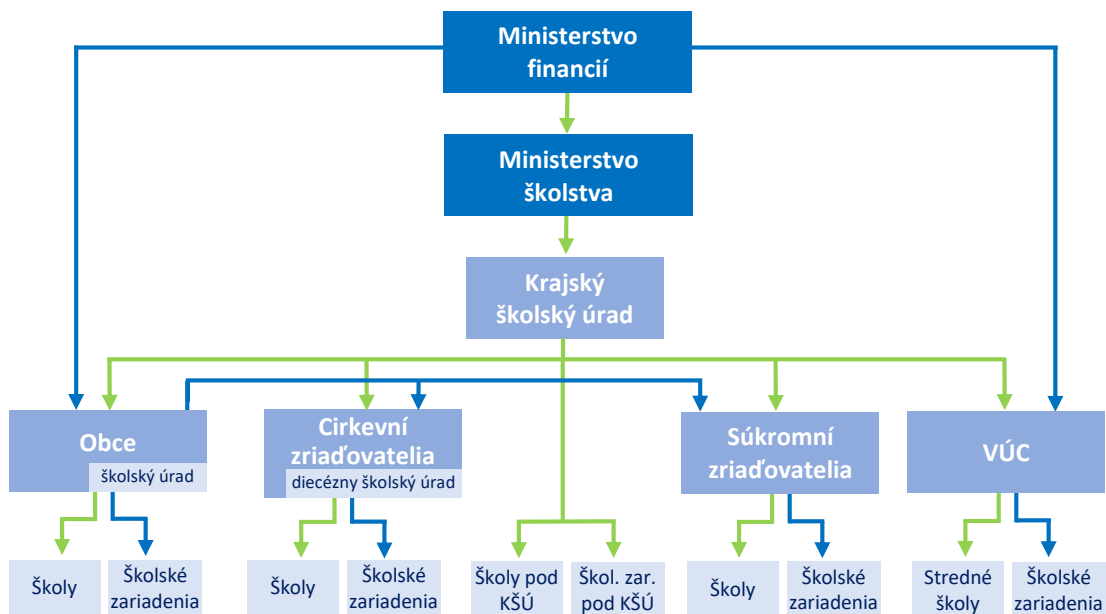 Ministerstvo
financií
Ministerstvo
školstva
Krajský
školský úrad
Obce
školský úrad
Cirkevní
zriaďovatelia
diecézny školský úrad
Súkromní
zriaďovatelia
VÚC
Školy
Školské
zariadenia
Školy
Školské
zariadenia
Školy pod
KŠÚ
Škol. zar.
pod KŠÚ
Školy
Školské
zariadenia
Stredné
školy
Školské
zariadenia